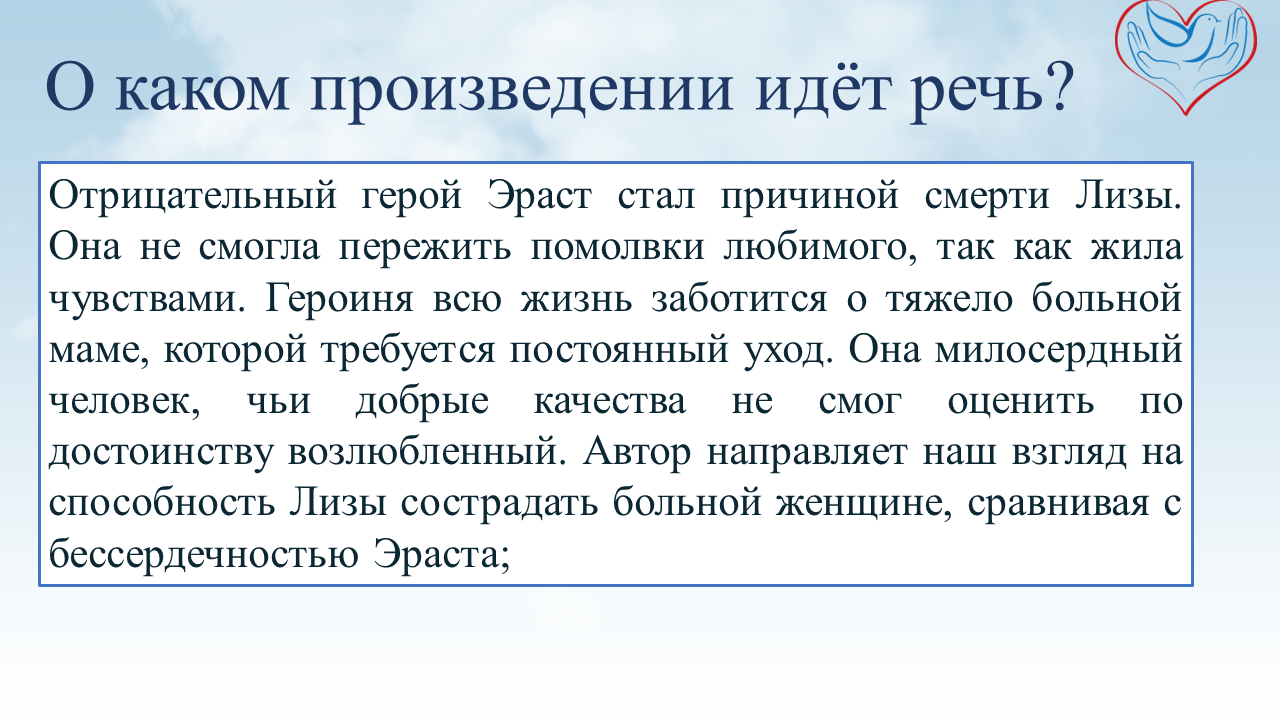 О каком произведении идёт речь?
Отрицательный герой Эраст стал причиной смерти Лизы.
Она не смогла пережить помолвки любимого, так как жила
чувствами. Героиня всю жизнь заботится о тяжело больной
маме, которой требуется постоянный уход. Она милосердный
человек, чьи добрые качества не смог оценить по
достоинству возлюбленный. Автор направляет наш взгляд на
способность Лизы сострадать больной женщине, сравнивая с
бессердечностью Эраста;